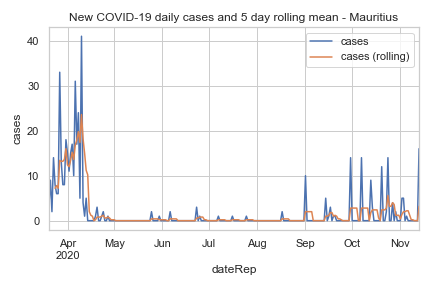 New COVID-19 daily cases and 5 day rolling mean - Mauritius
cases
cases (rolling)
40
30
20
10
0
cases
Apr May Jun Jul Aug Sep Oct Nov
2020
dateRep